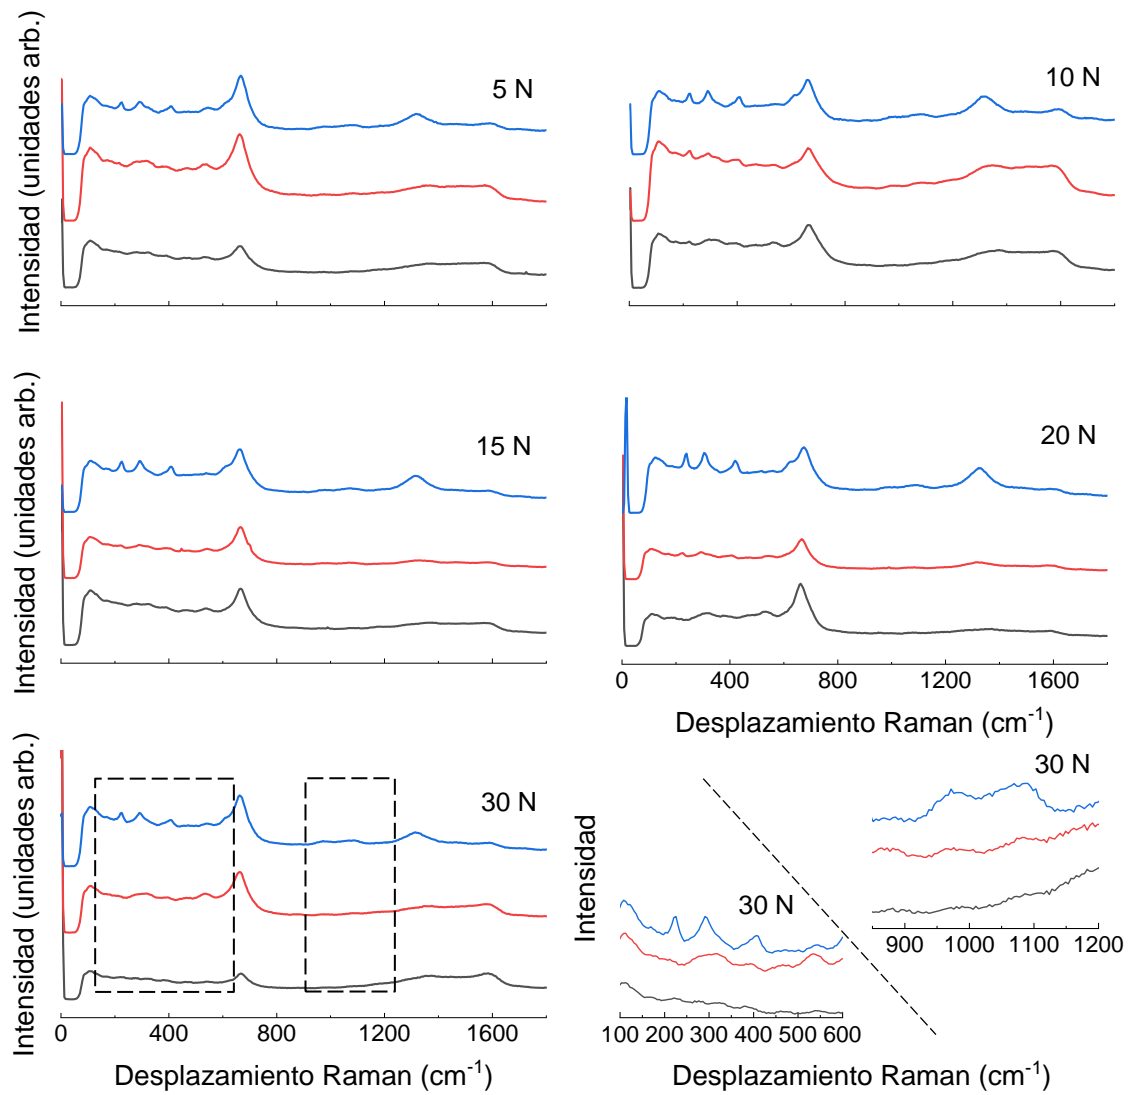 5 N
10 N
Intensidad (unidades arb.)
15 N
20 N
Intensidad (unidades arb.)
0 400 800 1200 1600
Desplazamiento Raman (cm⁻¹)
30 N
Intensidad (unidades arb.)
0 400 800 1200 1600
Desplazamiento Raman (cm⁻¹)
30 N
900 1000 1100 1200
Intensidad
30 N
100 200 300 400 500 600
Desplazamiento Raman (cm⁻¹)